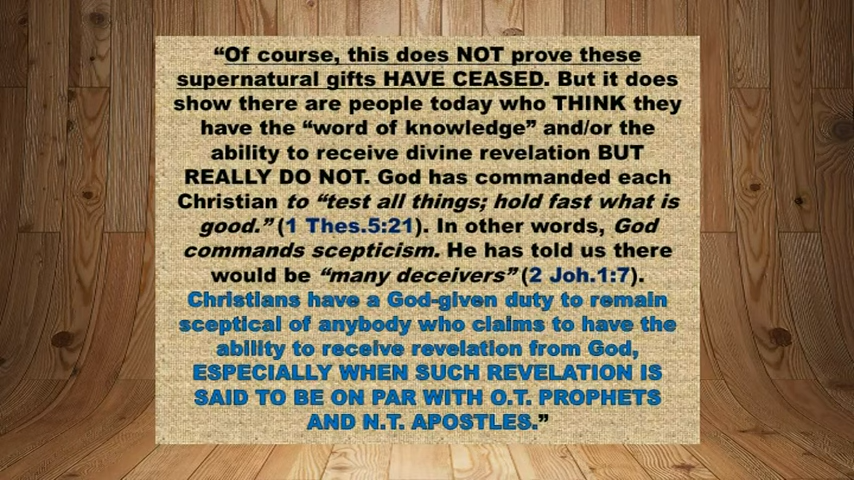 “Of course, this does NOT prove these
supernatural gifts HAVE CEASED. But it does
show there are people today who THINK they
have the “word of knowledge” and/or the
ability to receive divine revelation BUT
REALLY DO NOT. God has commanded each
Christian to “test all things; hold fast what is
good.” (1 Thes.5:21). In other words, God
commands scepticism. He has told us there
would be “many deceivers” (2 Joh.1:7).
Christians have a God-given duty to remain
sceptical of anybody who claims to have the
ability to receive revelation from God,
ESPECIALLY WHEN SUCH REVELATION IS
SAID TO BE ON PAR WITH O.T. PROPHETS
AND N.T. APOSTLES.”